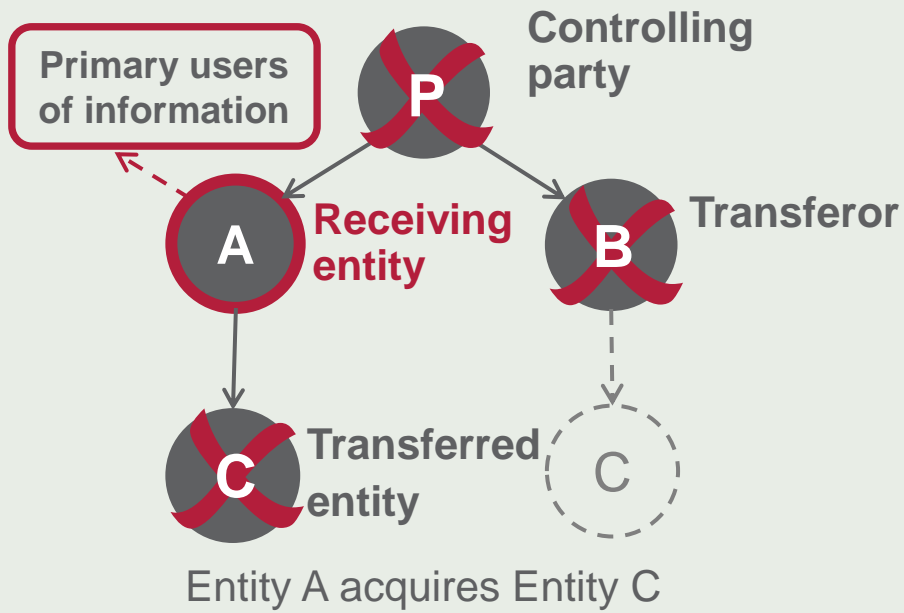 Controlling
party
Primary users
of information
P
A
Receiving
entity
B
Transferor
C
Transferred
entity
C
Entity A acquires Entity C